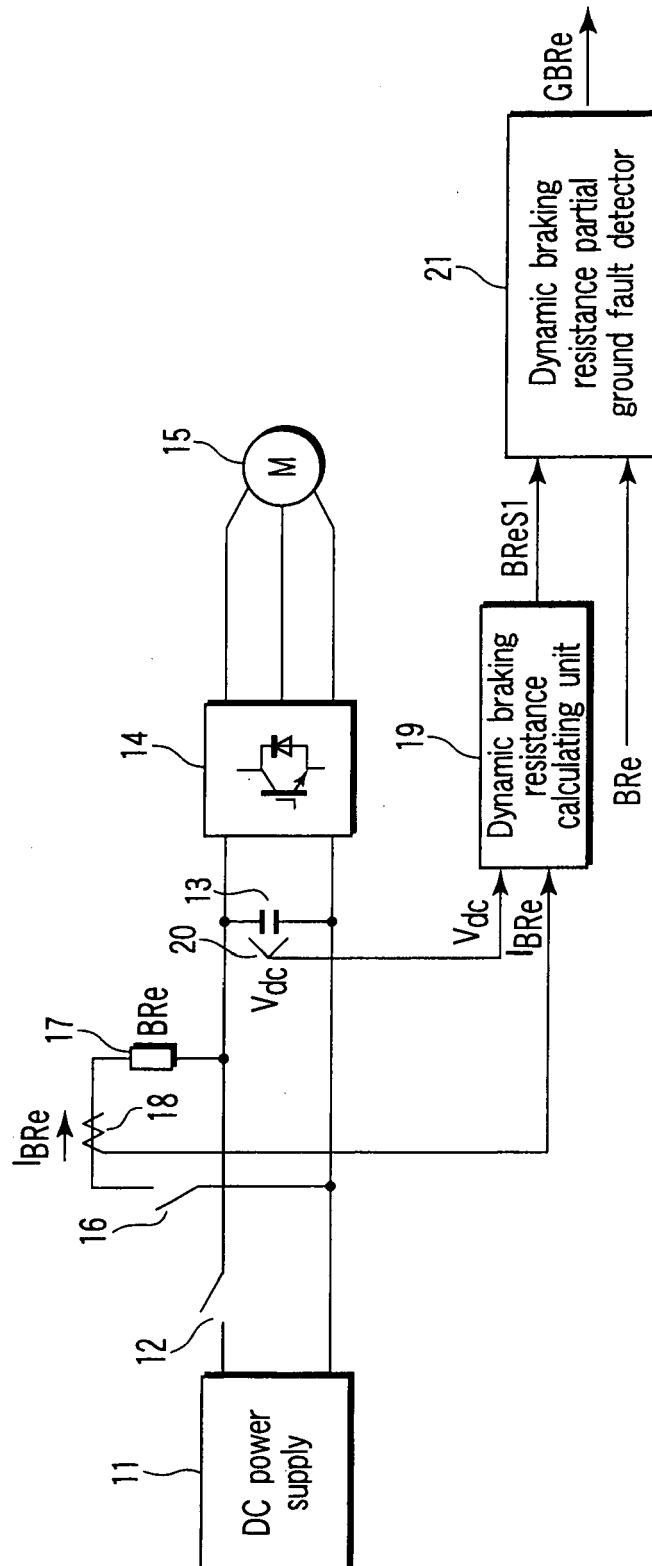 11
DC power
supply
12
16
IBRe
18
17
BRe
20
Vdc
13
14
15
M
Vdc
IBRe
19
Dynamic braking
resistance
calculating unit
BReS1
BRe
21
Dynamic braking
resistance partial
ground fault detector
GBRe